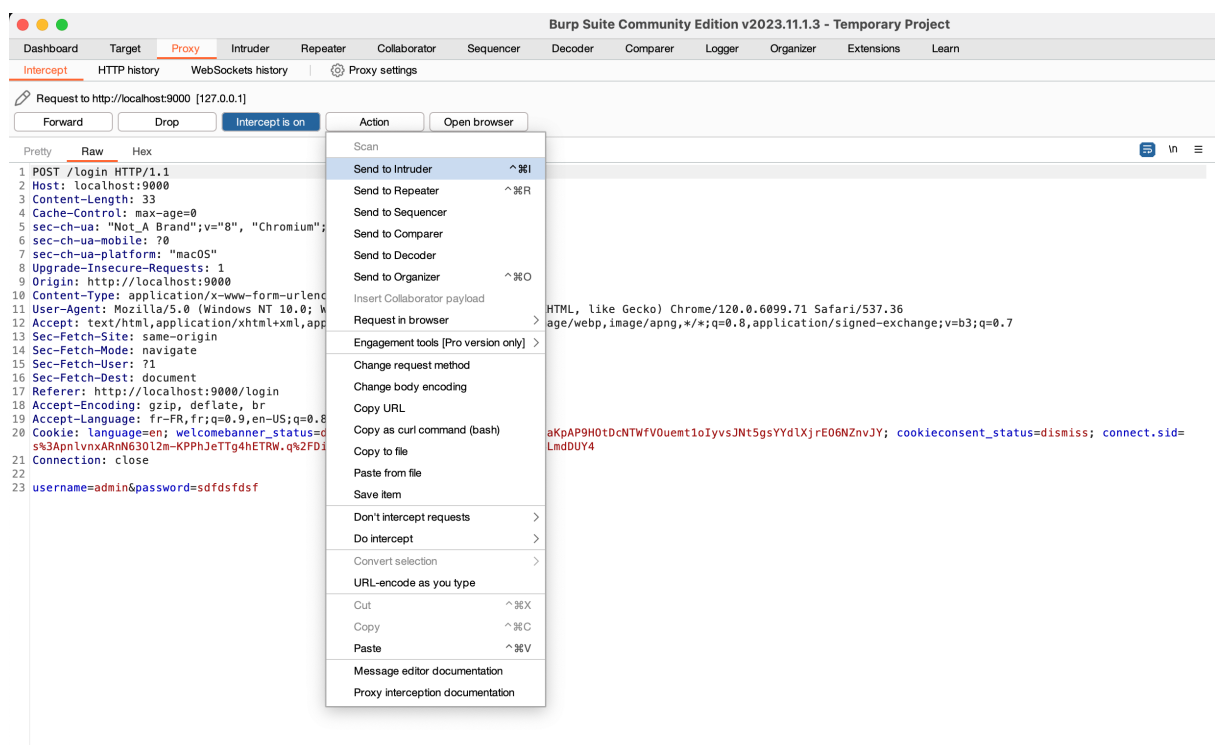 Burp Suite Community Edition v2023.11.1.3 - Temporary Project
Dashboard Target Proxy Intruder Repeater Collaborator Sequencer Decoder Comparer Logger Organizer Extensions Learn
Intercept HTTP history WebSockets history Proxy settings
Request to http://localhost:9000 [127.0.0.1]
Forward Drop Intercept is on Action Open browser
Pretty Raw Hex \n
1 POST /login HTTP/1.1
2 Host: localhost:9000
3 Content-Length: 33
4 Cache-Control: max-age=0
5 sec-ch-ua: "Not_A Brand";v="8", "Chromium";
6 sec-ch-ua-mobile: ?0
7 sec-ch-ua-platform: "macOS"
8 Upgrade-Insecure-Requests: 1
9 Origin: http://localhost:9000
10 Content-Type: application/x-www-form-urlenc
11 User-Agent: Mozilla/5.0 (Windows NT 10.0; W HTML, like Gecko) Chrome/120.0.6099.71 Safari/537.36
12 Accept: text/html,application/xhtml+xml,app age/webp,image/apng,*/*;q=0.8,application/signed-exchange;v=b3;q=0.7
13 Sec-Fetch-Site: same-origin
14 Sec-Fetch-Mode: navigate
15 Sec-Fetch-User: ?1
16 Sec-Fetch-Dest: document
17 Referer: http://localhost:9000/login
18 Accept-Encoding: gzip, deflate, br
19 Accept-Language: fr-FR,fr;q=0.9,en-US;q=0.8
20 Cookie: language=en; welcomebanner_status=d aKpAP9HOtDcNTWfVOuemt1oIyvsJNt5gsYYdlXjrEO6NZnvJY; cookieconsent_status=dismiss; connect.sid=
s%3ApnlvnxARnN63Ol2m-KPPhJeTTg4hETRW.q%2FDi LmdDUY4
21 Connection: close
22
23 username=admin&password=sdfdsfdsf
Scan
Send to Intruder ^⌘I
Send to Repeater ^⌘R
Send to Sequencer
Send to Comparer
Send to Decoder
Send to Organizer ^⌘O
Insert Collaborator payload
Request in browser >
Engagement tools [Pro version only] >
Change request method
Change body encoding
Copy URL
Copy as curl command (bash)
Copy to file
Paste from file
Save item
Don't intercept requests >
Do intercept >
Convert selection >
URL-encode as you type
Cut ^⌘X
Copy ^⌘C
Paste ^⌘V
Message editor documentation
Proxy interception documentation